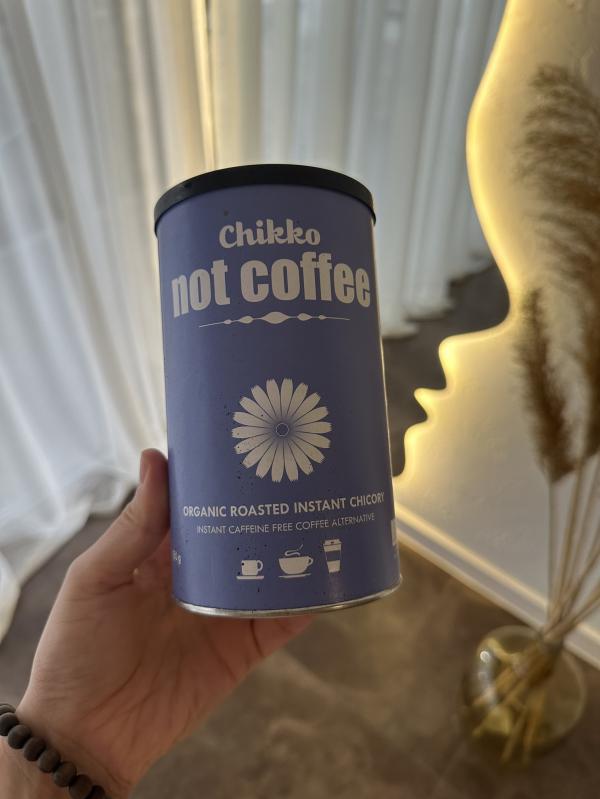 Chikko
not coffee
ORGANIC ROASTED INSTANT CHICORY
INSTANT CAFFEINE FREE COFFEE ALTERNATIVE